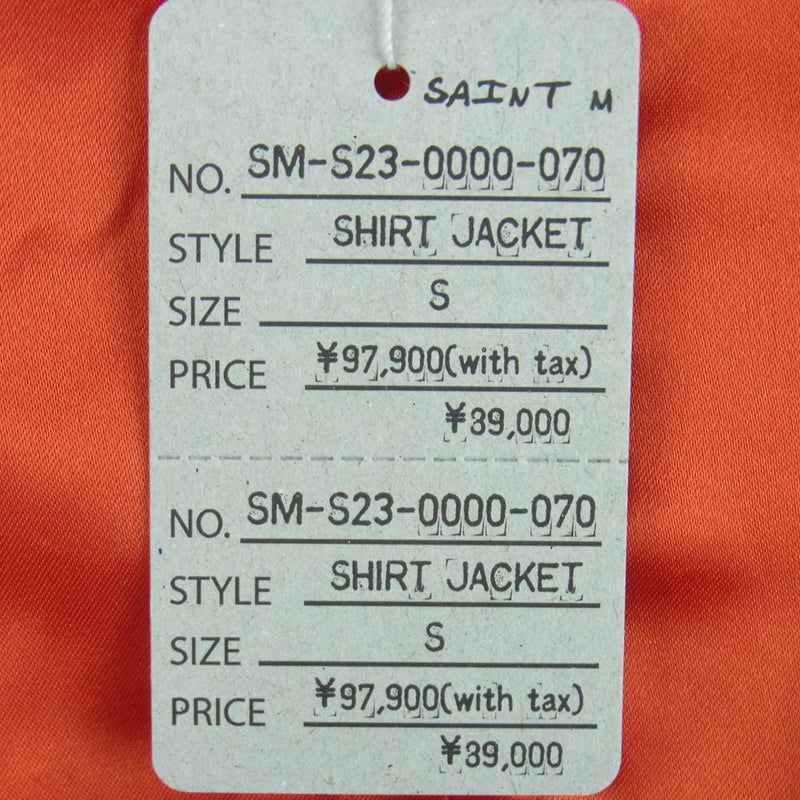 SAINT M
NO. SM-S23-0000-070
STYLE SHIRT JACKET
SIZE S
PRICE ¥97,900(with tax)
¥39,000
NO. SM-S23-0000-070
STYLE SHIRT JACKET
SIZE S
PRICE ¥97,900(with tax)
¥39,000